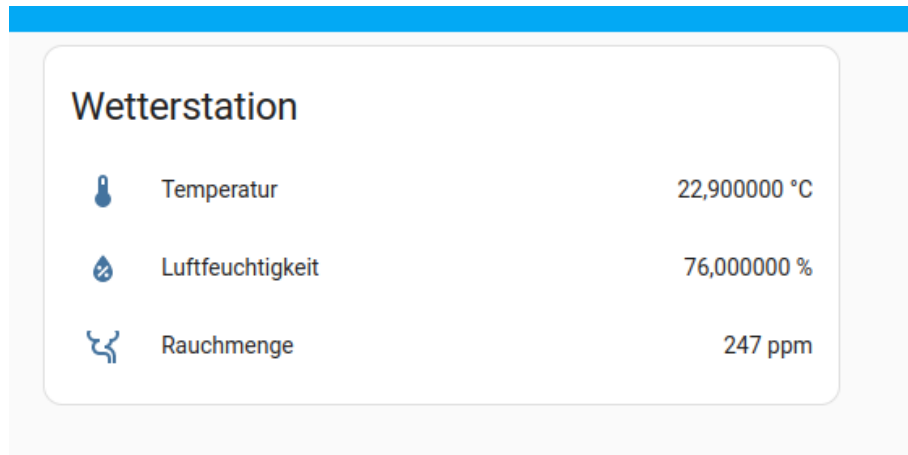 Wetterstation
Temperatur 22,900000 °C
Luftfeuchtigkeit 76,000000 %
Rauchmenge 247 ppm